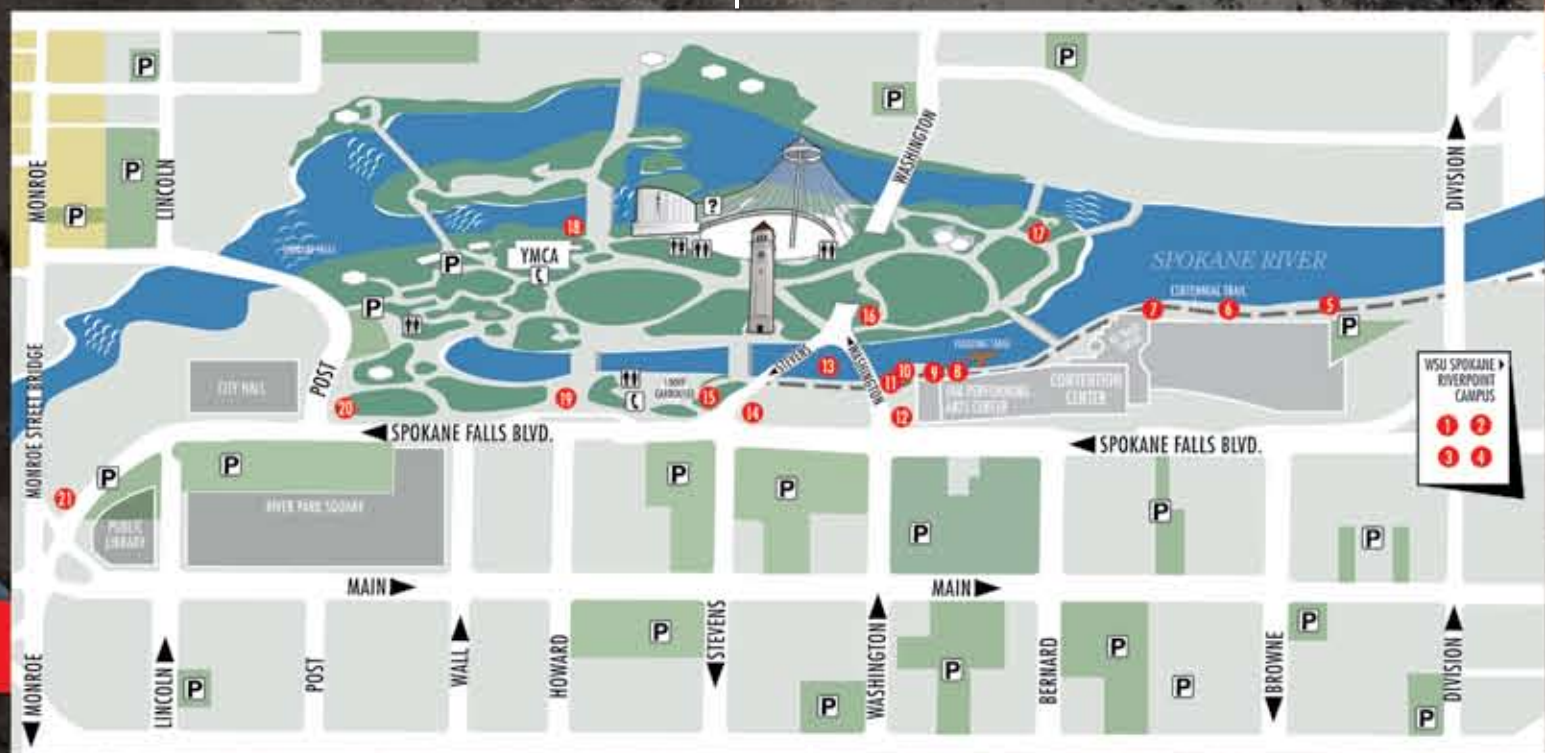 P
P
P
P
WASHINGTON
MONROE
LINCOLN
P
DIVISION
?
18
YMCA
P
17
SPOKANE RIVER
CENTENNIAL TRAIL
7
6
5
P
P
16
STEVENS
WASHINGTON
13
10
11
9
8
WSU SPOKANE
RIVERPOINT
CAMPUS
1 2
3 4
CITY HALL
POST
CONVENTION
CENTER
PERFORMING
ARTS CENTER
15
19
20
14
12
SPOKANE FALLS BLVD.
SPOKANE FALLS BLVD.
MONROE STREET BRIDGE
21
P
P
P
P
P
P
P
RIVER PARK SQUARE
PUBLIC
LIBRARY
MAIN
MAIN
MONROE
LINCOLN
P
POST
WALL
HOWARD
P
STEVENS
P
WASHINGTON
P
BERNARD
P
P
BROWNE
P
DIVISION
P